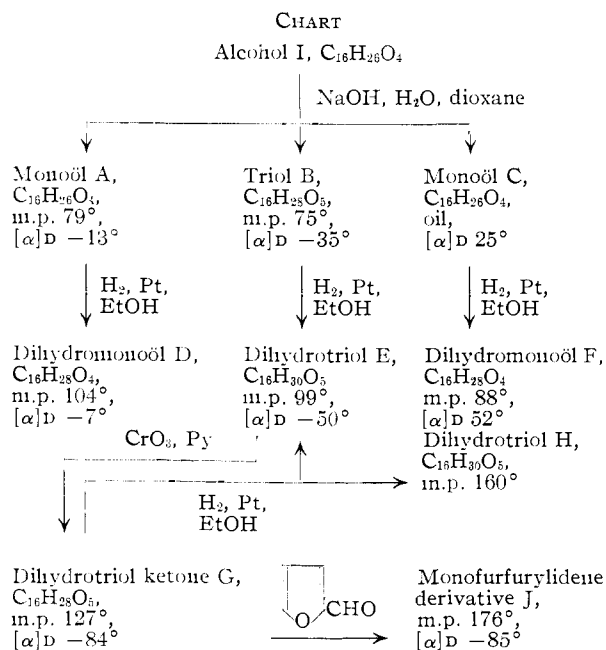 CHART
Alcohol I, C₁₆H₂₆O₄
NaOH, H₂O, dioxane
Monoöl A,
C₁₆H₂₆O₄,
m.p. 79°,
[α]D −13°
Triol B,
C₁₆H₂₈O₅,
m.p. 75°,
[α]D −35°
Monoöl C,
C₁₆H₂₆O₄,
oil,
[α]D 25°
H₂, Pt,
EtOH
H₂, Pt,
EtOH
H₂, Pt,
EtOH
Dihydromonoöl D,
C₁₆H₂₈O₄,
m.p. 104°,
[α]D −7°
Dihydrotriol E,
C₁₆H₃₀O₅
m.p. 99°,
[α]D −50°
Dihydromonoöl F,
C₁₆H₂₈O₄
m.p. 88°,
[α]D 52°
Dihydrotriol H,
C₁₆H₃₀O₅,
m.p. 160°
CrO₃, Py
H₂, Pt,
EtOH
Dihydrotriol ketone G,
C₁₆H₂₈O₅,
m.p. 127°,
[α]D −84°
O CHO
Monofurfurylidene
derivative J,
m.p. 176°,
[α]D −85°